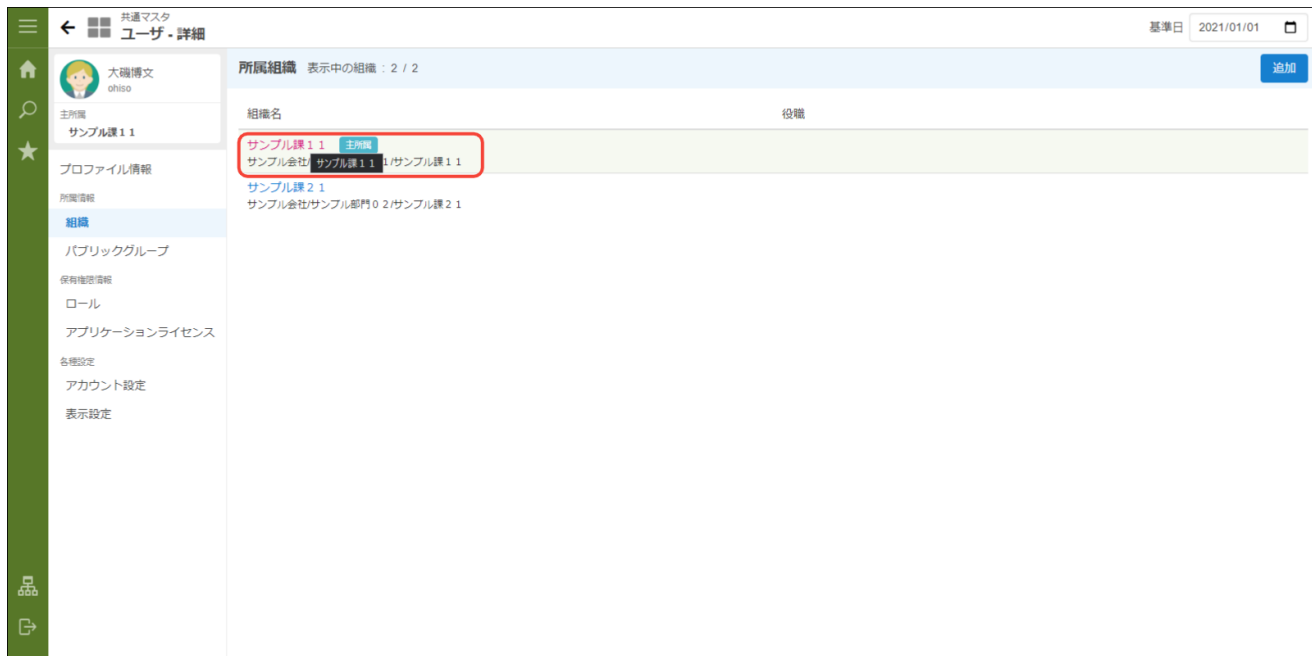 共通マスタ
ユーザ - 詳細
基準日 2021/01/01
大磯博文
ohiso
主所属
サンプル課１１
プロファイル情報
所属情報
組織
パブリックグループ
保有権限情報
ロール
アプリケーションライセンス
各種設定
アカウント設定
表示設定
所属組織 表示中の組織 : 2 / 2
追加
組織名 役職
サンプル課１１ 主所属
サンプル会社/ サンプル課１１ 1/サンプル課１１
サンプル課２１
サンプル会社/サンプル部門０２/サンプル課２１